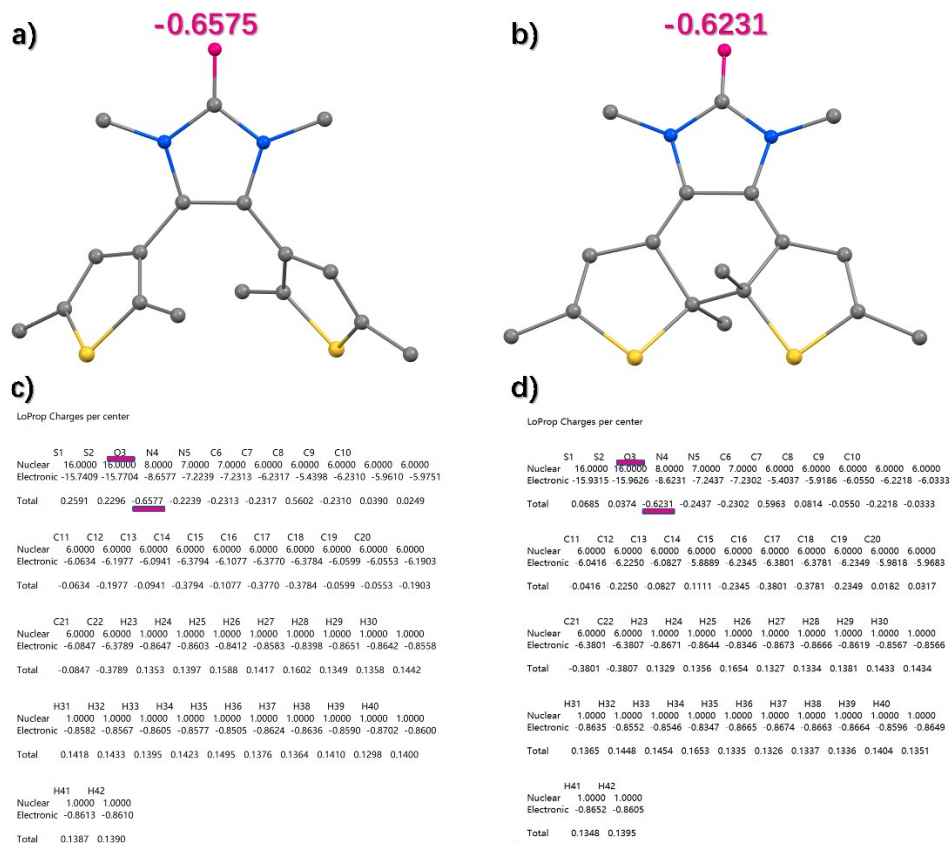 a)
-0.6575
b)
-0.6231
c)
LoProp Charges per center
S1 S2 O3 N4 N5 C6 C7 C8 C9 C10
Nuclear 16.0000 16.0000 8.0000 7.0000 7.0000 6.0000 6.0000 6.0000 6.0000 6.0000
Electronic -15.7409 -15.7704 -8.6577 -7.2239 -7.2313 -6.2317 -5.4398 -6.2310 -5.9610 -5.9751
Total 0.2591 0.2296 -0.6577 -0.2239 -0.2313 -0.2317 0.5602 -0.2310 0.0390 0.0249
C11 C12 C13 C14 C15 C16 C17 C18 C19 C20
Nuclear 6.0000 6.0000 6.0000 6.0000 6.0000 6.0000 6.0000 6.0000 6.0000 6.0000
Electronic -6.0634 -6.1977 -6.0941 -6.3794 -6.1077 -6.3770 -6.3784 -6.0599 -6.0553 -6.1903
Total -0.0634 -0.1977 -0.0941 -0.3794 -0.1077 -0.3770 -0.3784 -0.0599 -0.0553 -0.1903
C21 C22 H23 H24 H25 H26 H27 H28 H29 H30
Nuclear 6.0000 6.0000 1.0000 1.0000 1.0000 1.0000 1.0000 1.0000 1.0000 1.0000
Electronic -6.0847 -6.3789 -0.8647 -0.8603 -0.8412 -0.8583 -0.8398 -0.8651 -0.8642 -0.8558
Total -0.0847 -0.3789 0.1353 0.1397 0.1588 0.1417 0.1602 0.1349 0.1358 0.1442
H31 H32 H33 H34 H35 H36 H37 H38 H39 H40
Nuclear 1.0000 1.0000 1.0000 1.0000 1.0000 1.0000 1.0000 1.0000 1.0000 1.0000
Electronic -0.8582 -0.8567 -0.8605 -0.8577 -0.8505 -0.8624 -0.8636 -0.8590 -0.8702 -0.8600
Total 0.1418 0.1433 0.1395 0.1423 0.1495 0.1376 0.1364 0.1410 0.1298 0.1400
H41 H42
Nuclear 1.0000 1.0000
Electronic -0.8613 -0.8610
Total 0.1387 0.1390
d)
LoProp Charges per center
S1 S2 O3 N4 N5 C6 C7 C8 C9 C10
Nuclear 16.0000 16.0000 8.0000 7.0000 7.0000 6.0000 6.0000 6.0000 6.0000 6.0000
Electronic -15.9315 -15.9626 -8.6231 -7.2437 -7.2302 -5.4037 -5.9186 -6.0550 -6.2218 -6.0333
Total 0.0685 0.0374 -0.6231 -0.2437 -0.2302 0.5963 0.0814 -0.0550 -0.2218 -0.0333
C11 C12 C13 C14 C15 C16 C17 C18 C19 C20
Nuclear 6.0000 6.0000 6.0000 6.0000 6.0000 6.0000 6.0000 6.0000 6.0000 6.0000
Electronic -6.0416 -6.2250 -6.0827 -5.8889 -6.2345 -6.3801 -6.3781 -6.2349 -5.9818 -5.9683
Total -0.0416 -0.2250 -0.0827 0.1111 -0.2345 -0.3801 -0.3781 -0.2349 0.0182 0.0317
C21 C22 H23 H24 H25 H26 H27 H28 H29 H30
Nuclear 6.0000 6.0000 1.0000 1.0000 1.0000 1.0000 1.0000 1.0000 1.0000 1.0000
Electronic -6.3801 -6.3807 -0.8671 -0.8644 -0.8346 -0.8673 -0.8666 -0.8619 -0.8567 -0.8566
Total -0.3801 -0.3807 0.1329 0.1356 0.1654 0.1327 0.1334 0.1381 0.1433 0.1434
H31 H32 H33 H34 H35 H36 H37 H38 H39 H40
Nuclear 1.0000 1.0000 1.0000 1.0000 1.0000 1.0000 1.0000 1.0000 1.0000 1.0000
Electronic -0.8635 -0.8552 -0.8546 -0.8347 -0.8665 -0.8674 -0.8663 -0.8664 -0.8596 -0.8649
Total 0.1365 0.1448 0.1454 0.1653 0.1335 0.1326 0.1337 0.1336 0.1404 0.1351
H41 H42
Nuclear 1.0000 1.0000
Electronic -0.8652 -0.8605
Total 0.1348 0.1395